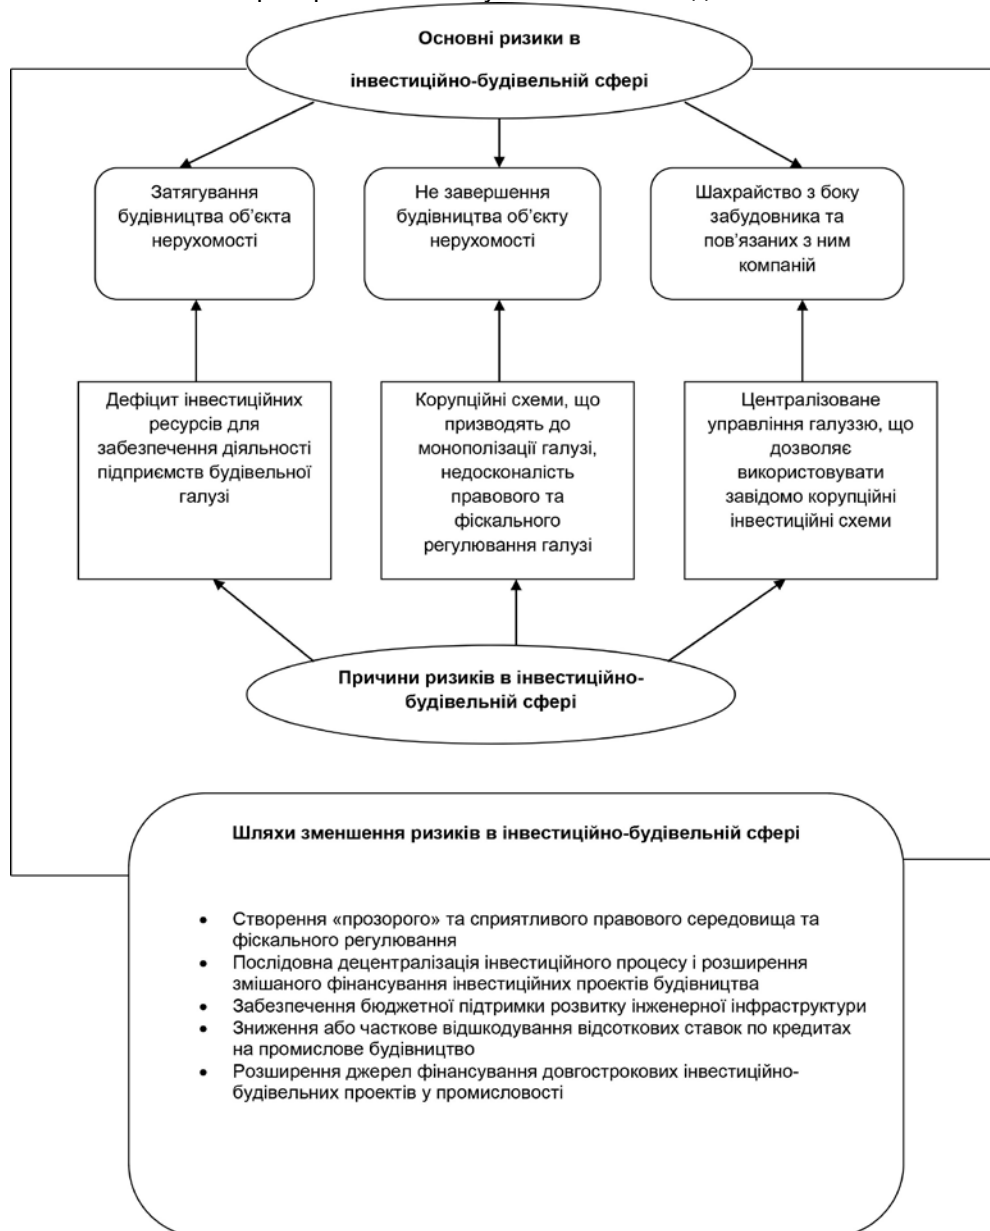 Основні ризики в
інвестиційно-будівельній сфері
Затягування
будівництва об’єкта
нерухомості
Не завершення
будівництва об’єкту
нерухомості
Шахрайство з боку
забудовника та
пов’язаних з ним
компаній
Дефіцит інвестиційних
ресурсів для
забезпечення діяльності
підприємств будівельної
галузі
Корупційні схеми, що
призводять до
монополізації галузі,
недосконалість
правового та
фіскального
регулювання галузі
Централізоване
управління галуззю, що
дозволяє
використовувати
завідомо корупційні
інвестиційні схеми
Причини ризиків в інвестиційно-
будівельній сфері
Шляхи зменшення ризиків в інвестиційно-будівельній сфері
• Створення «прозорого» та сприятливого правового середовища та
фіскального регулювання
• Послідовна децентралізація інвестиційного процесу і розширення
змішаного фінансування інвестиційних проектів будівництва
• Забезпечення бюджетної підтримки розвитку інженерної інфраструктури
• Зниження або часткове відшкодування відсоткових ставок по кредитах
на промислове будівництво
• Розширення джерел фінансування довгострокових інвестиційно-
будівельних проектів у промисловості